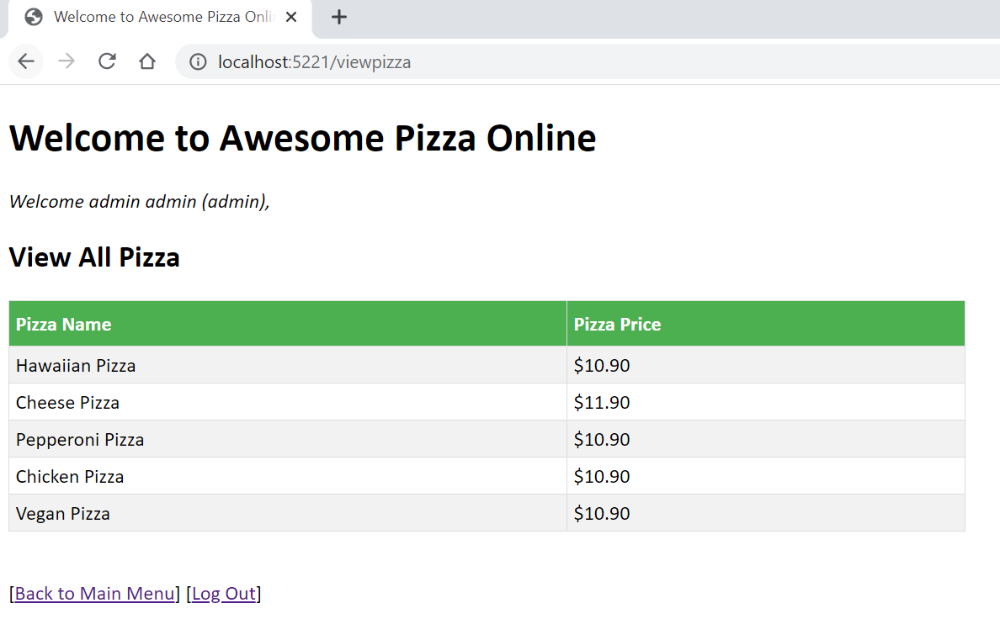 Welcome to Awesome Pizza Onli
localhost:5221/viewpizza
Welcome to Awesome Pizza Online
Welcome admin admin (admin),
View All Pizza
Pizza Name Pizza Price
Hawaiian Pizza $10.90
Cheese Pizza $11.90
Pepperoni Pizza $10.90
Chicken Pizza $10.90
Vegan Pizza $10.90
[Back to Main Menu] [Log Out]